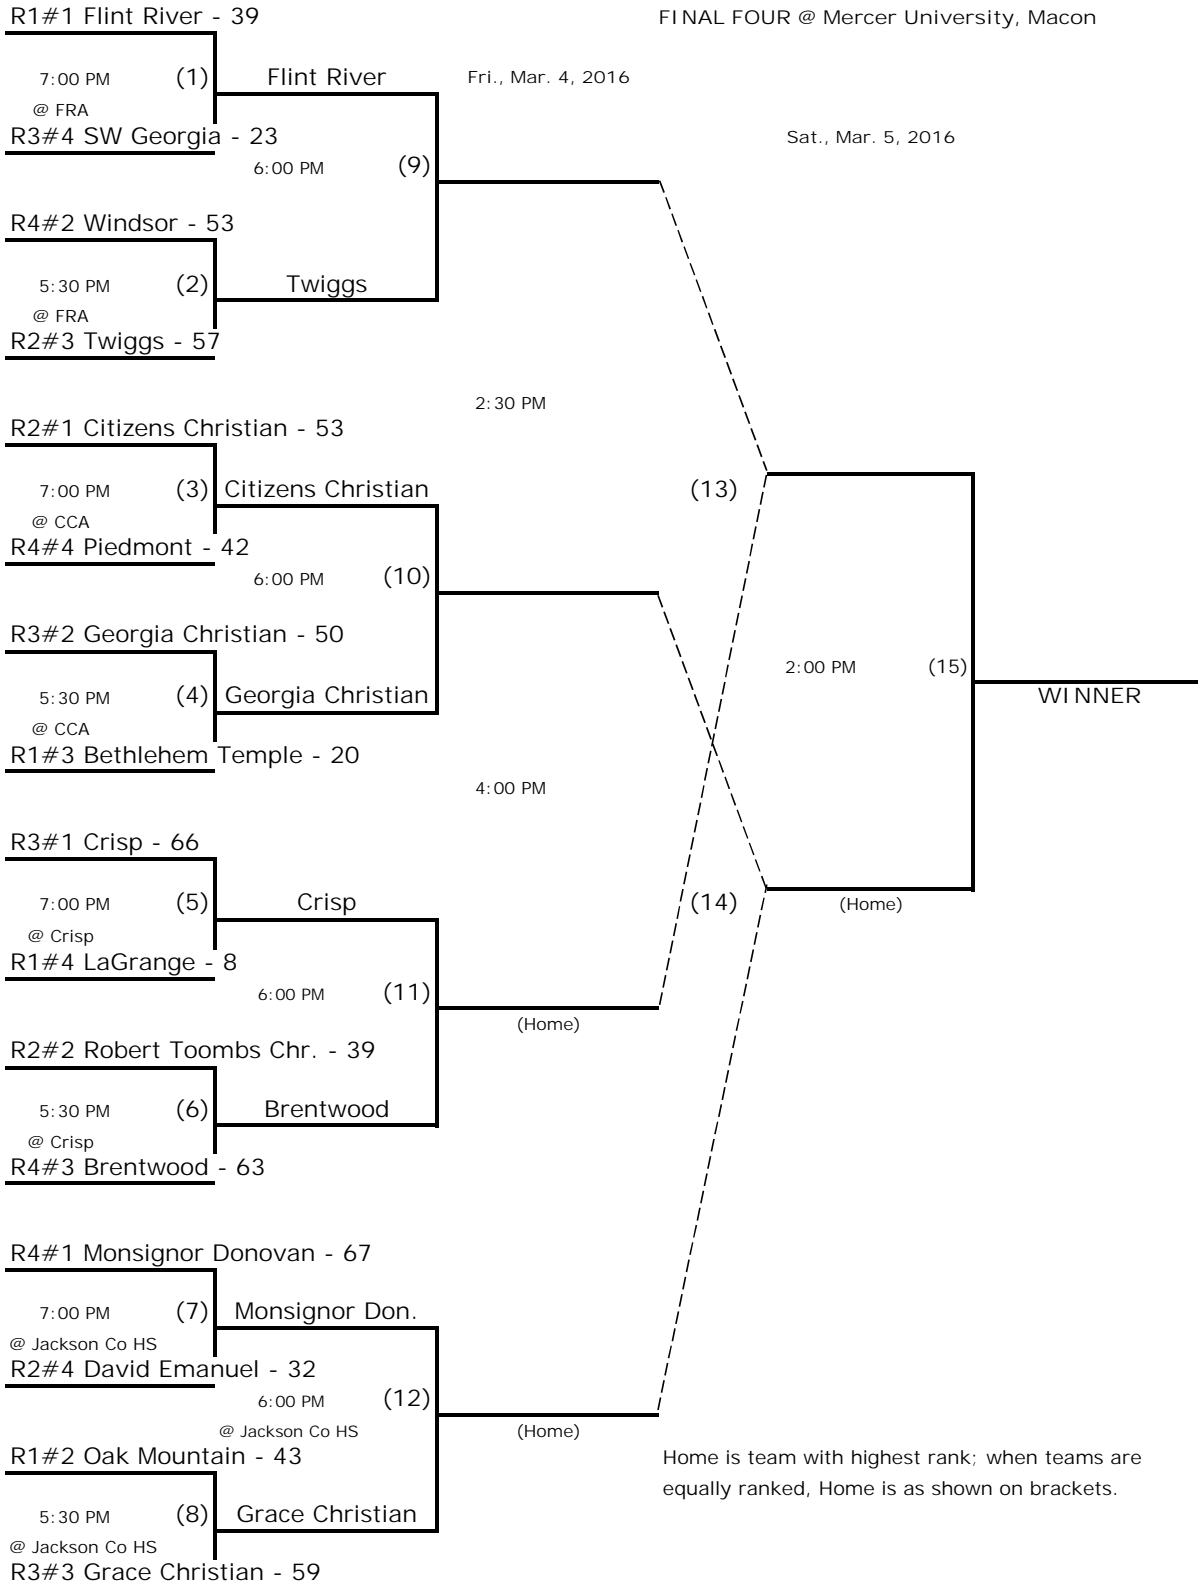 R1#1 Flint River - 39
FINAL FOUR @ Mercer University, Macon
7:00 PM
(1)
Flint River
Fri., Mar. 4, 2016
@ FRA
R3#4 SW Georgia - 23
Sat., Mar. 5, 2016
6:00 PM
(9)
R4#2 Windsor - 53
5:30 PM
(2)
Twiggs
@ FRA
R2#3 Twiggs - 57
2:30 PM
R2#1 Citizens Christian - 53
7:00 PM
(3)
Citizens Christian
(13)
@ CCA
R4#4 Piedmont - 42
6:00 PM
(10)
R3#2 Georgia Christian - 50
2:00 PM
(15)
5:30 PM
(4)
Georgia Christian
WINNER
@ CCA
R1#3 Bethlehem Temple - 20
4:00 PM
R3#1 Crisp - 66
7:00 PM
(5)
Crisp
(14)
(Home)
@ Crisp
R1#4 LaGrange - 8
6:00 PM
(11)
(Home)
R2#2 Robert Toombs Chr. - 39
5:30 PM
(6)
Brentwood
@ Crisp
R4#3 Brentwood - 63
R4#1 Monsignor Donovan - 67
7:00 PM
(7)
Monsignor Don.
@ Jackson Co HS
R2#4 David Emanuel - 32
6:00 PM
(12)
@ Jackson Co HS
(Home)
R1#2 Oak Mountain - 43
Home is team with highest rank; when teams are
equally ranked, Home is as shown on brackets.
5:30 PM
(8)
Grace Christian
@ Jackson Co HS
R3#3 Grace Christian - 59